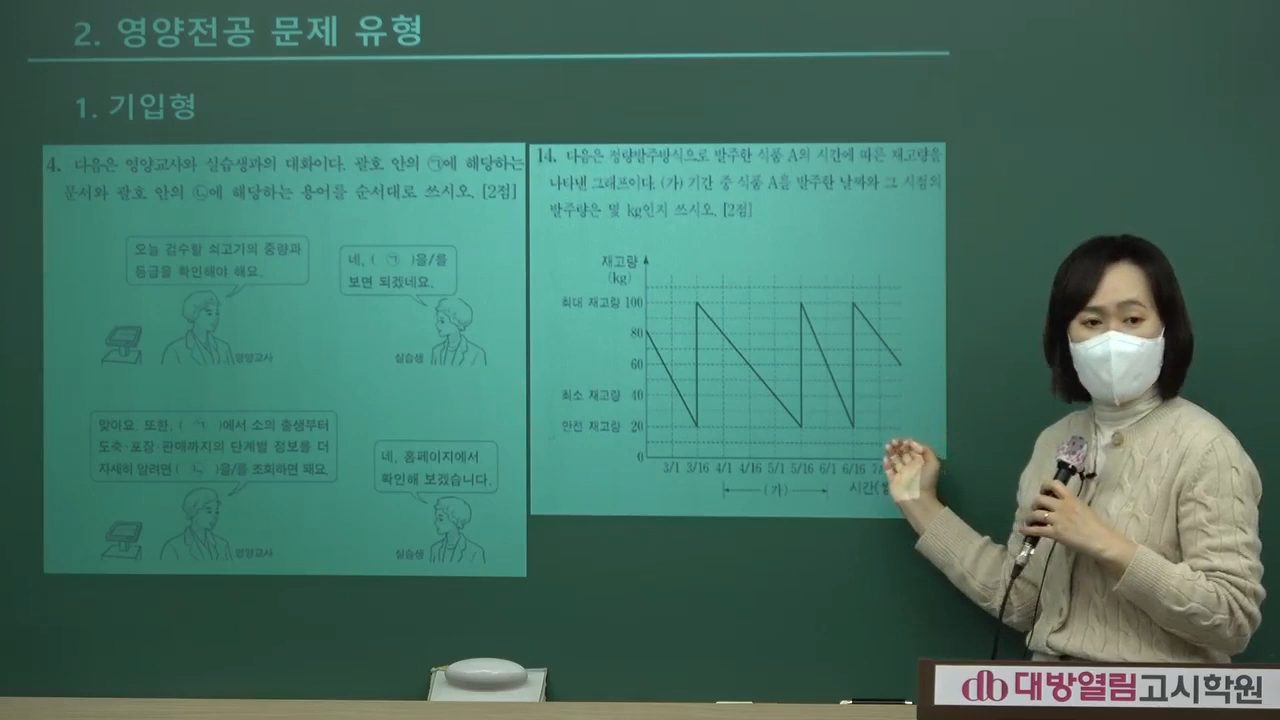 2. 영양전공 문제 유형
1. 기입형
4. 다음은 영양교사와 실습생과의 대화이다. 괄호 안의 ㉠에 해당하는
문서와 괄호 안의 ㉡에 해당하는 용어를 순서대로 쓰시오. [2점]
오늘 검수할 쇠고기의 중량과
등급을 확인해야 해요.
네, ( ㉠ )을/를
보면 되겠네요.
영양교사
실습생
맞아요. 또한, ( ㉠ )에서 소의 출생부터
도축·포장·판매까지의 단계별 정보를 더
자세히 알려면 ( ㉡ )을/를 조회하면 돼요.
네, 홈페이지에서
확인해 보겠습니다.
영양교사
실습생
14. 다음은 정량발주방식으로 발주한 식품 A의 시간에 따른 재고량을
나타낸 그래프이다. (가) 기간 중 식품 A를 발주한 날짜와 그 시점의
발주량은 몇 kg인지 쓰시오. [2점]
재고량
(kg)
최대 재고량 100
80
60
최소 재고량 40
안전 재고량 20
0
3/1 3/16 4/1 4/16 5/1 5/16 6/1 6/16
(가)
시간(
db 대방열림고시학원